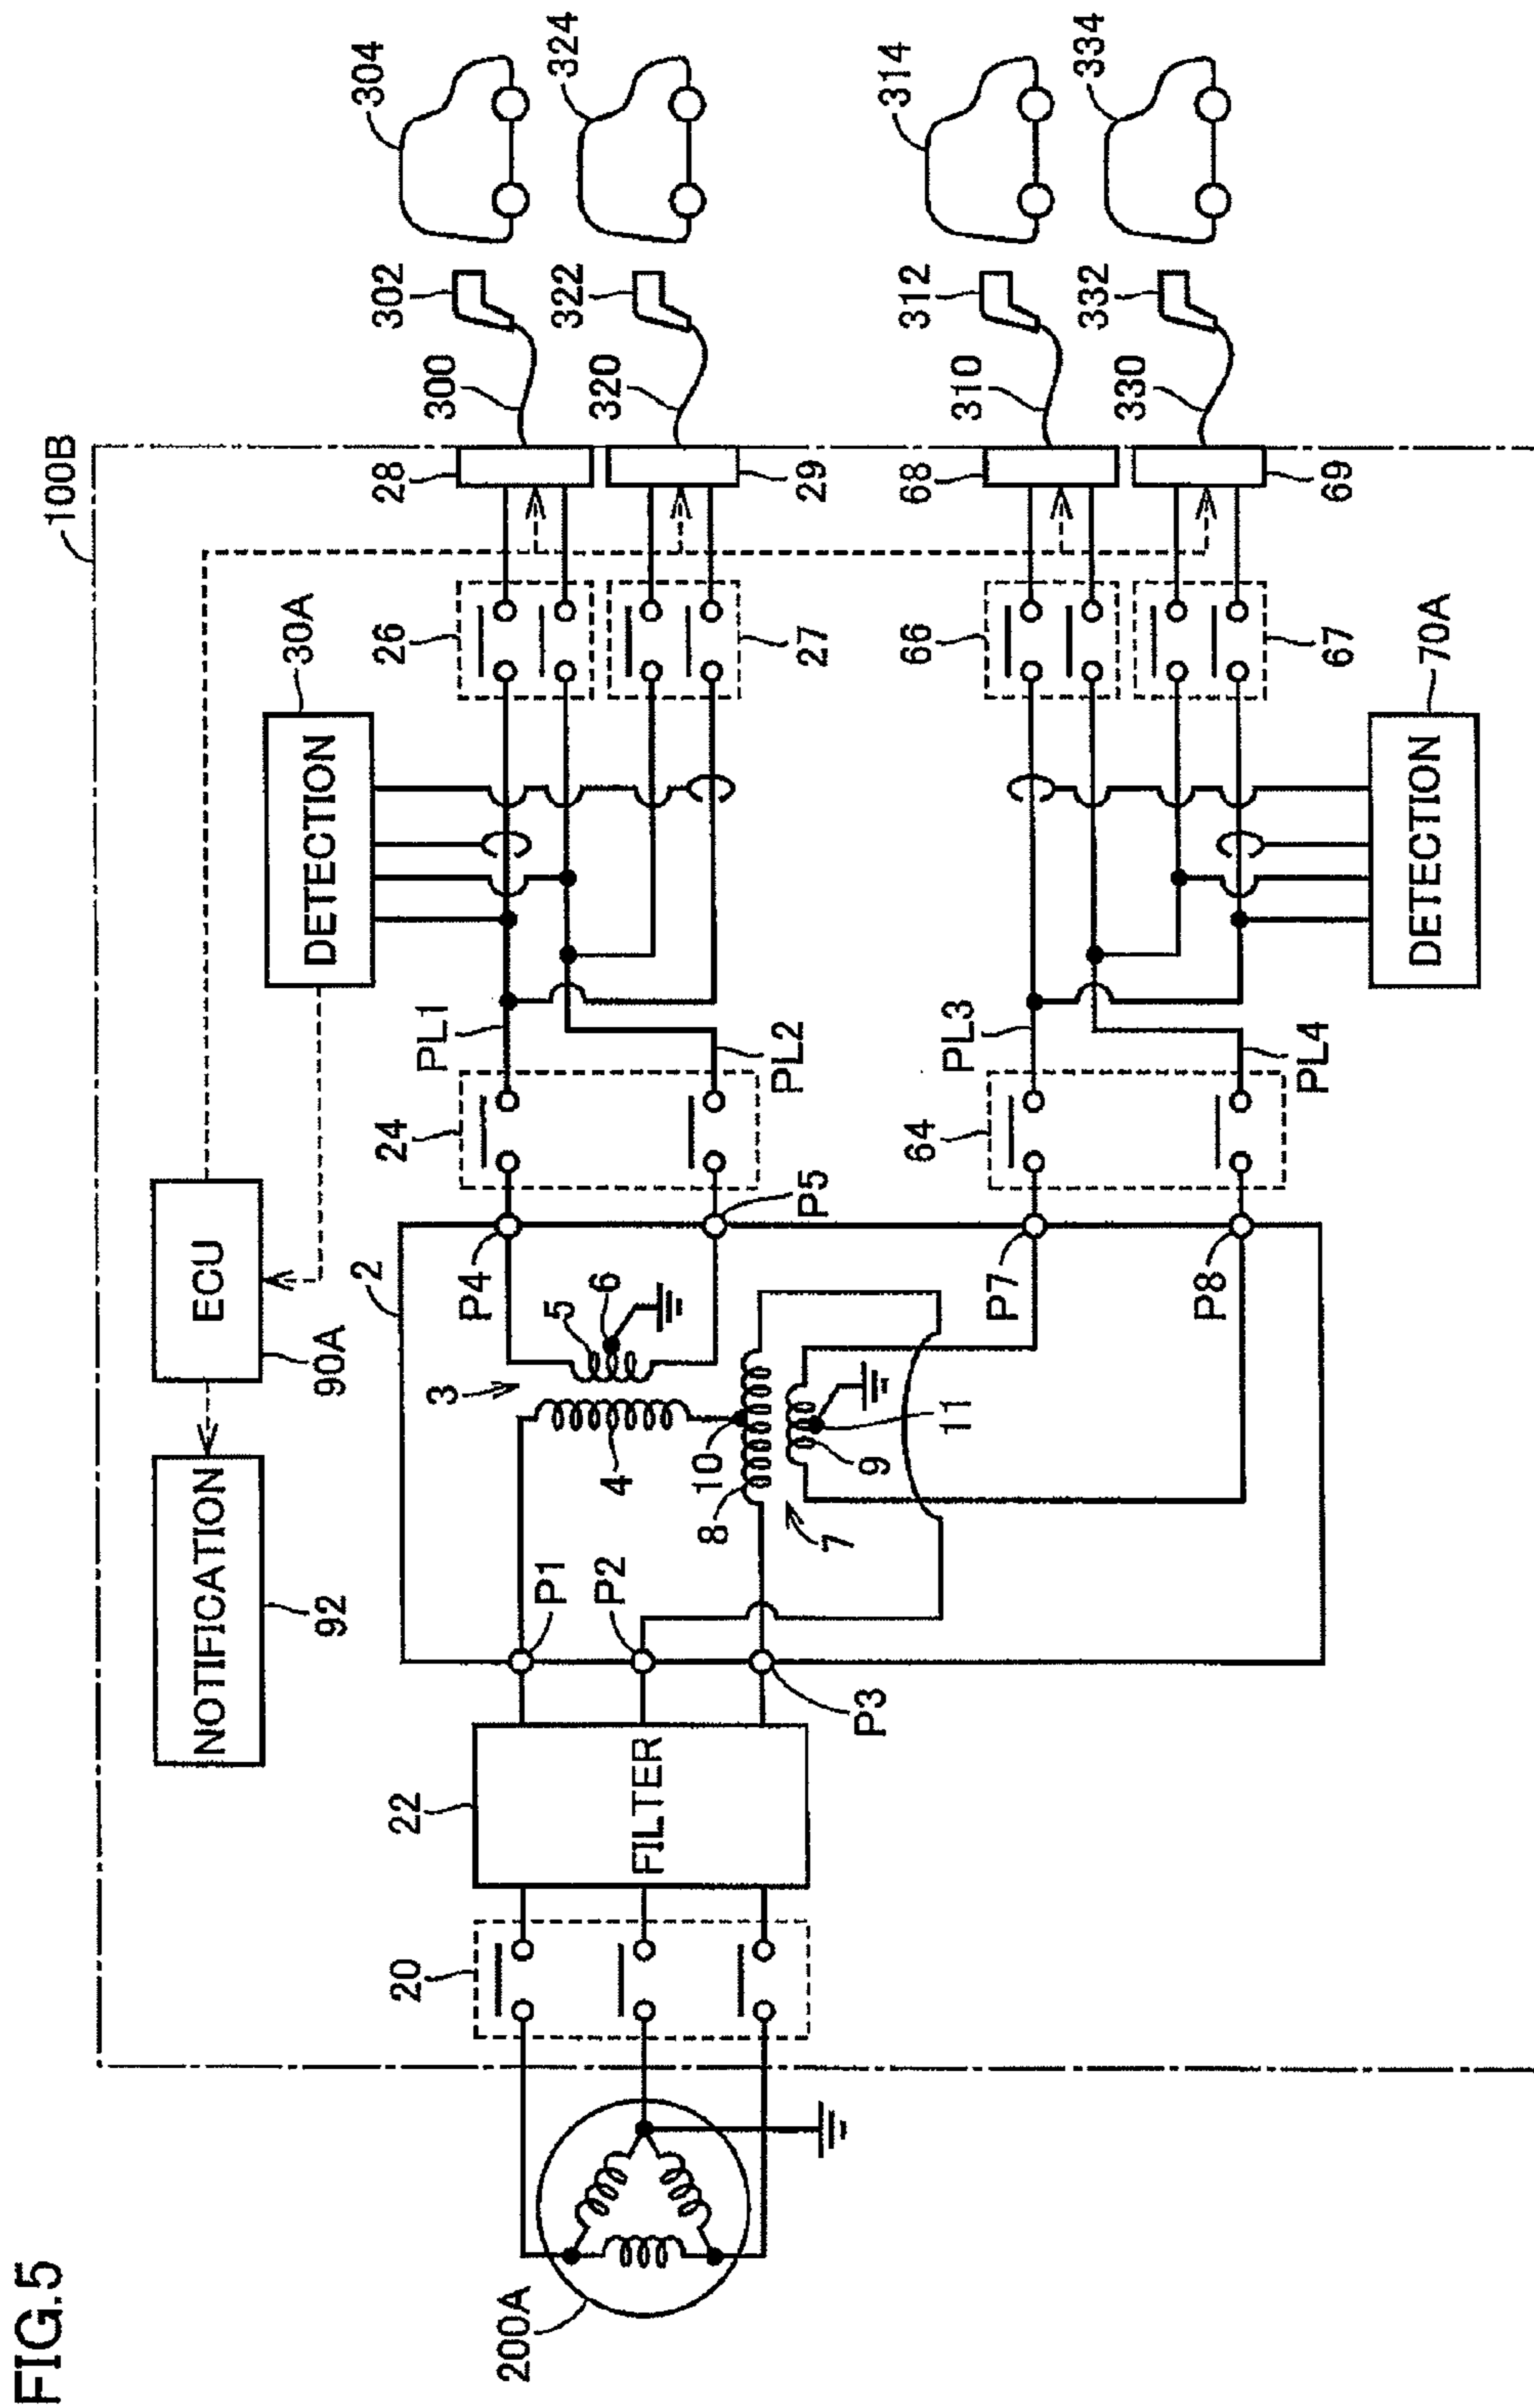 FIG.5
100B
NOTIFICATION
92
ECU
90A
30A
DETECTION
200A
20
22
FILTER
P1
P2
P3
2
3
4
5
6
7
8
9
10
11
P4
P5
P7
P8
24
PL1
PL2
64
PL3
PL4
26
27
28
29
300
302
304
320
322
324
66
67
68
69
310
312
314
330
332
334
70A
DETECTION